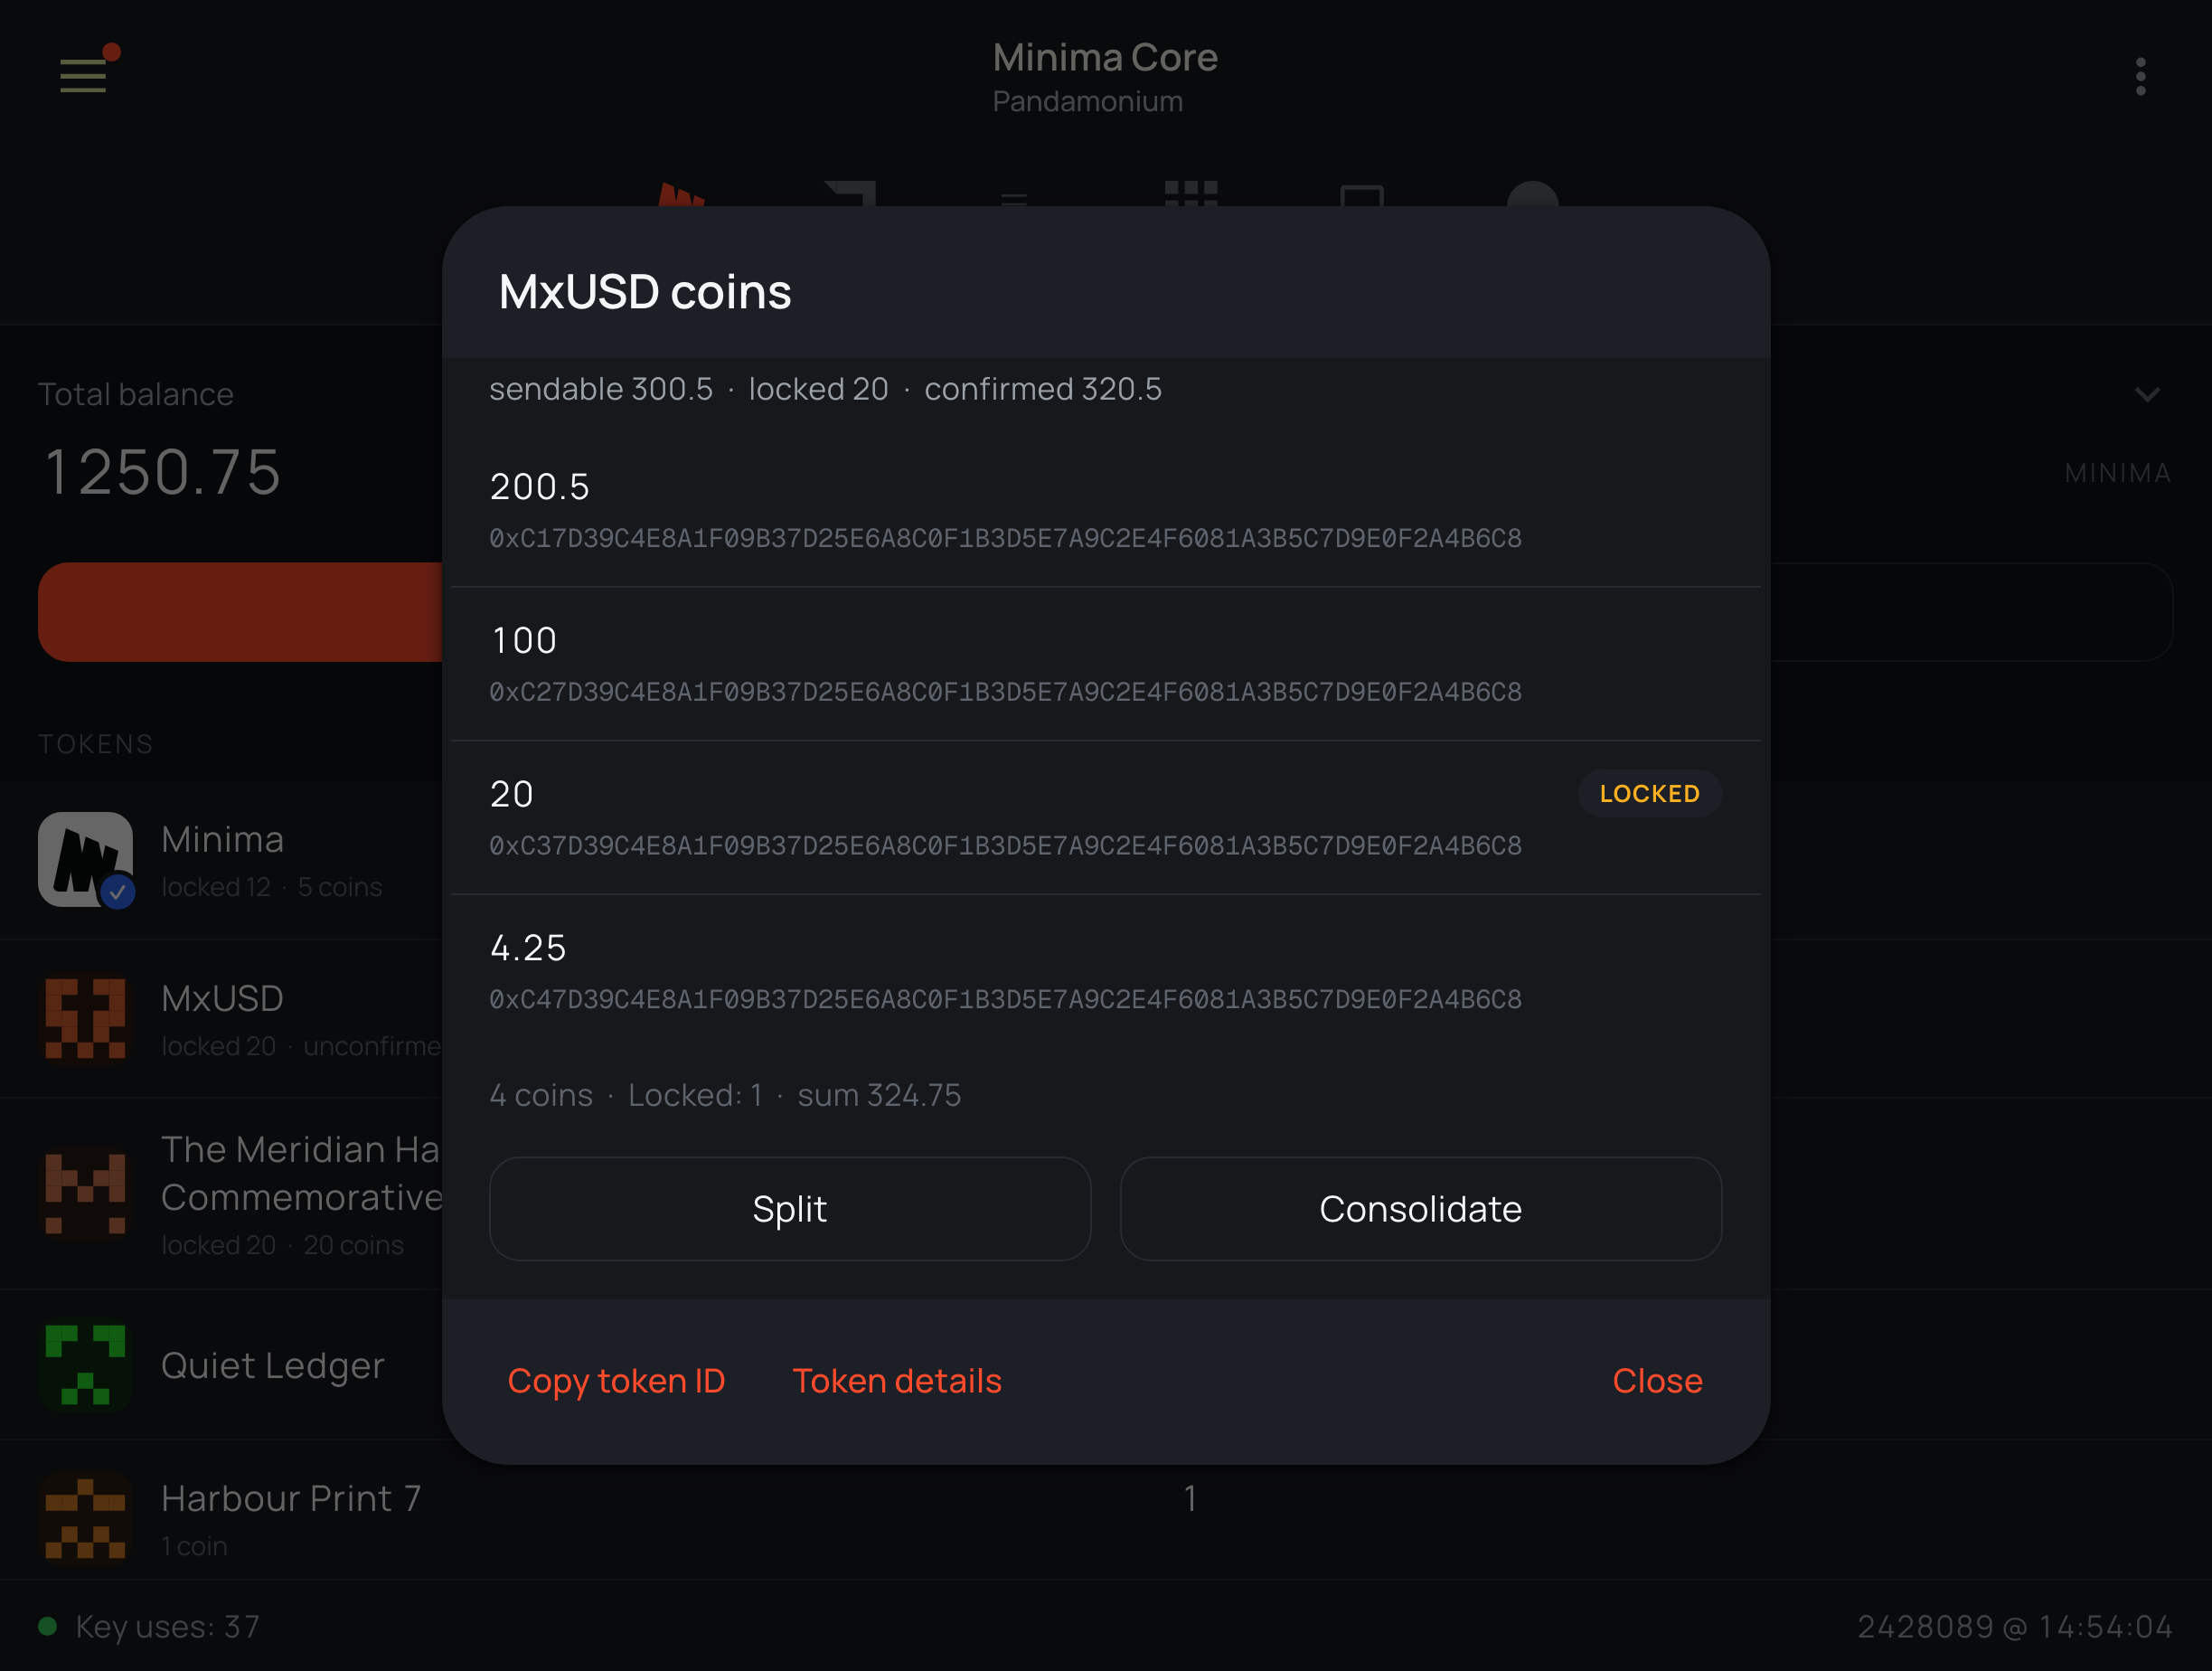 Minima Core
Pandamonium
MxUSD coins
sendable 300.5 · locked 20 · confirmed 320.5
200.5
0xC17D39C4E8A1F09B37D25E6A8C0F1B3D5E7A9C2E4F6081A3B5C7D9E0F2A4B6C8
100
0xC27D39C4E8A1F09B37D25E6A8C0F1B3D5E7A9C2E4F6081A3B5C7D9E0F2A4B6C8
20
LOCKED
0xC37D39C4E8A1F09B37D25E6A8C0F1B3D5E7A9C2E4F6081A3B5C7D9E0F2A4B6C8
4.25
0xC47D39C4E8A1F09B37D25E6A8C0F1B3D5E7A9C2E4F6081A3B5C7D9E0F2A4B6C8
4 coins · Locked: 1 · sum 324.75
Split
Consolidate
Copy token ID
Token details
Close
Total balance
1250.75
MINIMA
TOKENS
Minima
locked 12 · 5 coins
MxUSD
locked 20 · unconfirme
The Meridian Ha
Commemorative
locked 20 · 20 coins
Quiet Ledger
Harbour Print 7
1
1 coin
Key uses: 37
2428089 @ 14:54:04